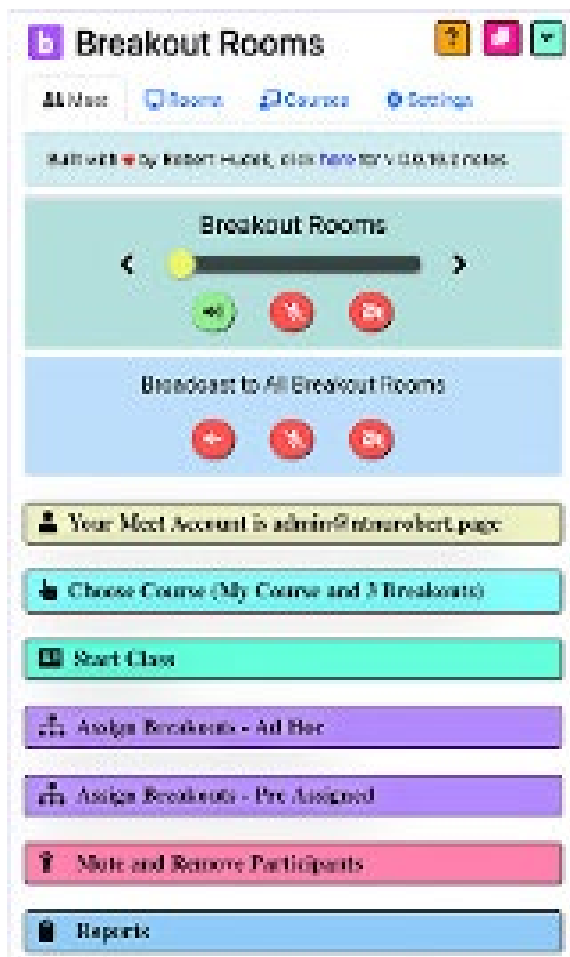 b Breakout Rooms ?
Meet Rooms Courses Settings
Built with ♥ by Robert Hudek, click here for notes.
Breakout Rooms
Broadcast to All Breakout Rooms
Your Meet Account is
Choose Course (My Course and 3 Breakouts)
Start Class
Assign Breakouts - Ad Hoc
Assign Breakouts - Pre Assigned
Mute and Remove Participants
Reports